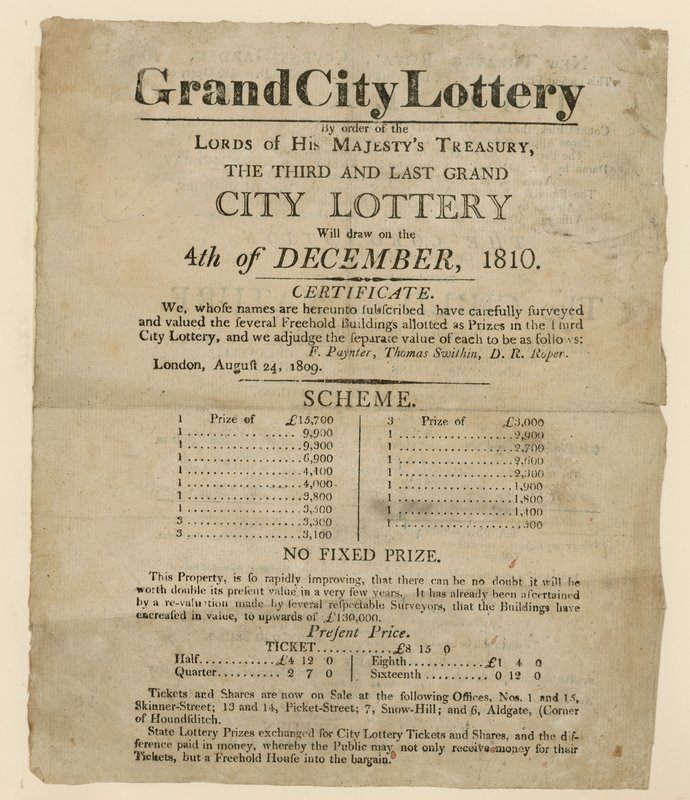 Grand City Lottery
By order of the
LORDS of His MAJESTY'S TREASURY,
THE THIRD AND LAST GRAND
CITY LOTTERY
Will draw on the
4th of DECEMBER, 1810.
CERTIFICATE.
We, whoſe names are hereunto ſubſcribed have carefully surveyed
and valued the ſeveral Freehold Buildings allotted as Prizes in the Third
City Lottery, and we adjudge the ſeparate value of each to be as follows:
F. Paynter, Thomas Swithin, D. R. Roper.
London, Auguſt 24, 1809.
SCHEME.
1 Prize of £15,700
1 ........................ 9,900
1 ........................ 9,300
1 ........................ 6,900
1 ........................ 4,400
1 ........................ 4,000
1 ........................ 3,800
1 ........................ 3,500
3 ........................ 3,300
3 ........................ 3,100
3 Prize of £3,000
1 ........................ 2,900
1 ........................ 2,700
1 ........................ 2,600
1 ........................ 2,300
1 ........................ 1,900
1 ........................ 1,800
1 ........................ 1,400
1 ........................ 500
NO FIXED PRIZE.
This Property, is ſo rapidly improving, that there can be no doubt it will be
worth double its preſent value in a very few years. It has already been aſcertained
by a re-valuation made by ſeveral reſpectable Surveyors, that the Buildings have
encreaſed in value, to upwards of £130,000.
Preſent Price.
TICKET...........£8 15 0
Half...........£4 12 0
Quarter.......... 2 7 0
Eighth...........£1 4 0
Sixteenth .......... 0 12 0
Tickets and Shares are now on Sale at the following Offices, Nos. 1 and 15,
Skinner-Street; 13 and 14, Picket-Street; 7, Snow-Hill; and 6, Aldgate, (Corner
of Houndſditch.
State Lottery Prizes exchanged for City Lottery Tickets and Shares, and the dif-
ference paid in money, whereby the Public may not only receive money for their
Tickets, but a Freehold Houſe into the bargain.